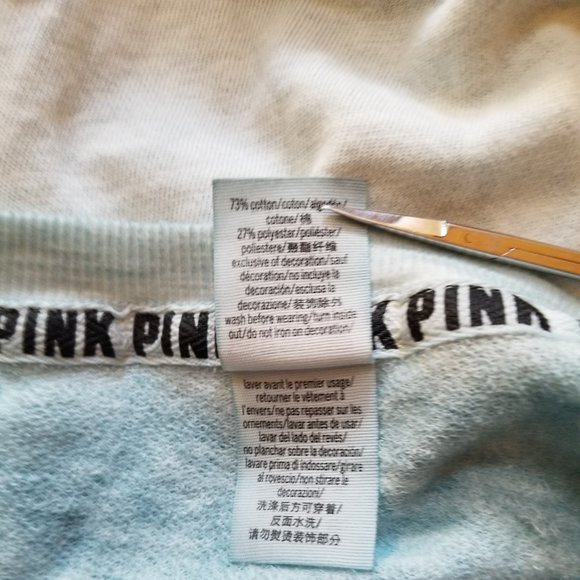 73% cotton/coton/algodón/
cotone/棉
27% polyester/poliéster/
poliestere/聚酯纤维
exclusive of decoration/sauf
décoration/no incluye la
decoración/esclusa la
decorazione/装饰除外
wash before wearing/turn inside
out/do not iron on decoration/
PINK PINK PINK
laver avant le premier usage/
retourner le vêtement à
l'envers/ne pas repasser sur les
ornements/lavar antes de usar/
lavar del lado del revés/
no planchar sobre la decoración/
lavare prima di indossare/girare
al rovescio/non stirare le
decorazioni/
洗涤后方可穿着/
反面水洗/
请勿熨烫装饰部分